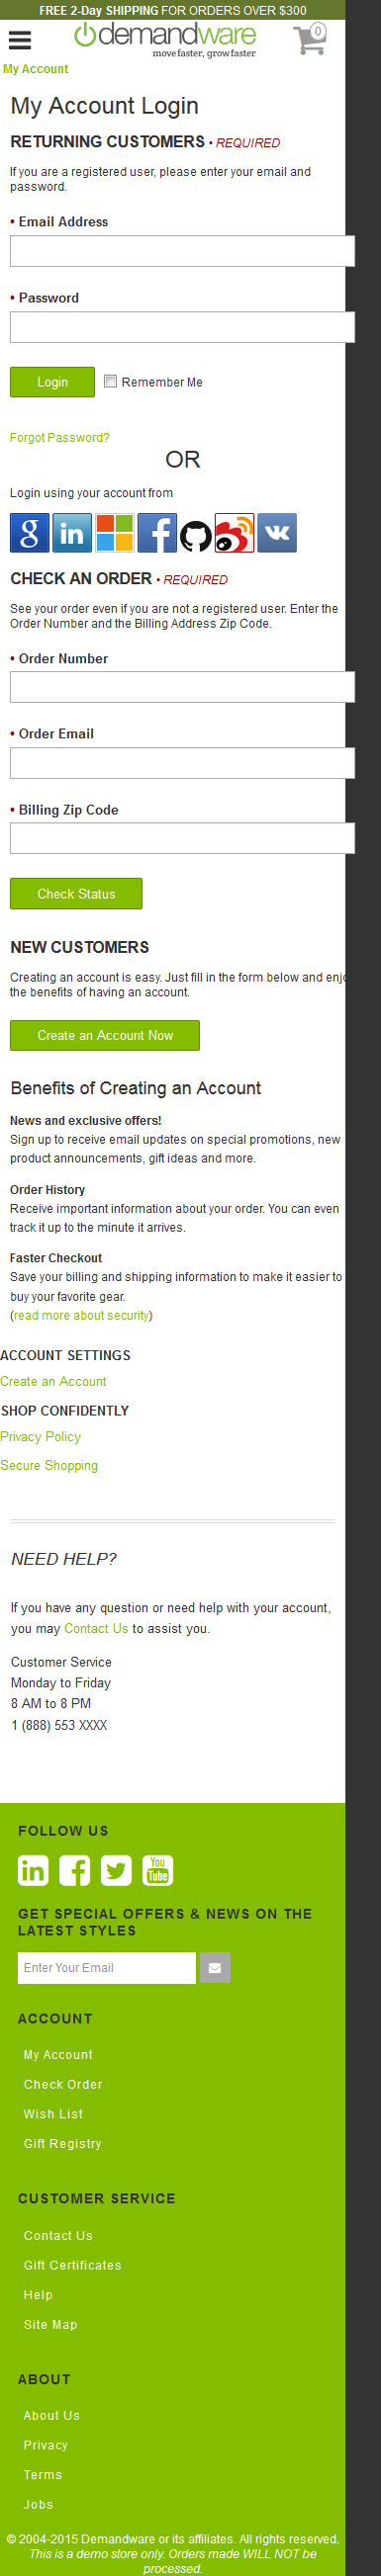 FREE 2-Day SHIPPING FOR ORDERS OVER $300
demandware
move faster, grow faster
0
My Account
My Account Login
RETURNING CUSTOMERS • REQUIRED
If you are a registered user, please enter your email and
password.
• Email Address
• Password
Login Remember Me
Forgot Password?
OR
Login using your account from
CHECK AN ORDER • REQUIRED
See your order even if you are not a registered user. Enter the
Order Number and the Billing Address Zip Code.
• Order Number
• Order Email
• Billing Zip Code
Check Status
NEW CUSTOMERS
Creating an account is easy. Just fill in the form below and enjo
the benefits of having an account.
Create an Account Now
Benefits of Creating an Account
News and exclusive offers!
Sign up to receive email updates on special promotions, new
product announcements, gift ideas and more.
Order History
Receive important information about your order. You can even
track it up to the minute it arrives.
Faster Checkout
Save your billing and shipping information to make it easier to
buy your favorite gear.
(read more about security)
ACCOUNT SETTINGS
Create an Account
SHOP CONFIDENTLY
Privacy Policy
Secure Shopping
NEED HELP?
If you have any question or need help with your account,
you may Contact Us to assist you.
Customer Service
Monday to Friday
8 AM to 8 PM
1 (888) 553 XXXX
FOLLOW US
You Tube
GET SPECIAL OFFERS & NEWS ON THE
LATEST STYLES
Enter Your Email
ACCOUNT
My Account
Check Order
Wish List
Gift Registry
CUSTOMER SERVICE
Contact Us
Gift Certificates
Help
Site Map
ABOUT
About Us
Privacy
Terms
Jobs
© 2004-2015 Demandware or its affiliates. All rights reserved.
This is a demo store only. Orders made WILL NOT be
processed.